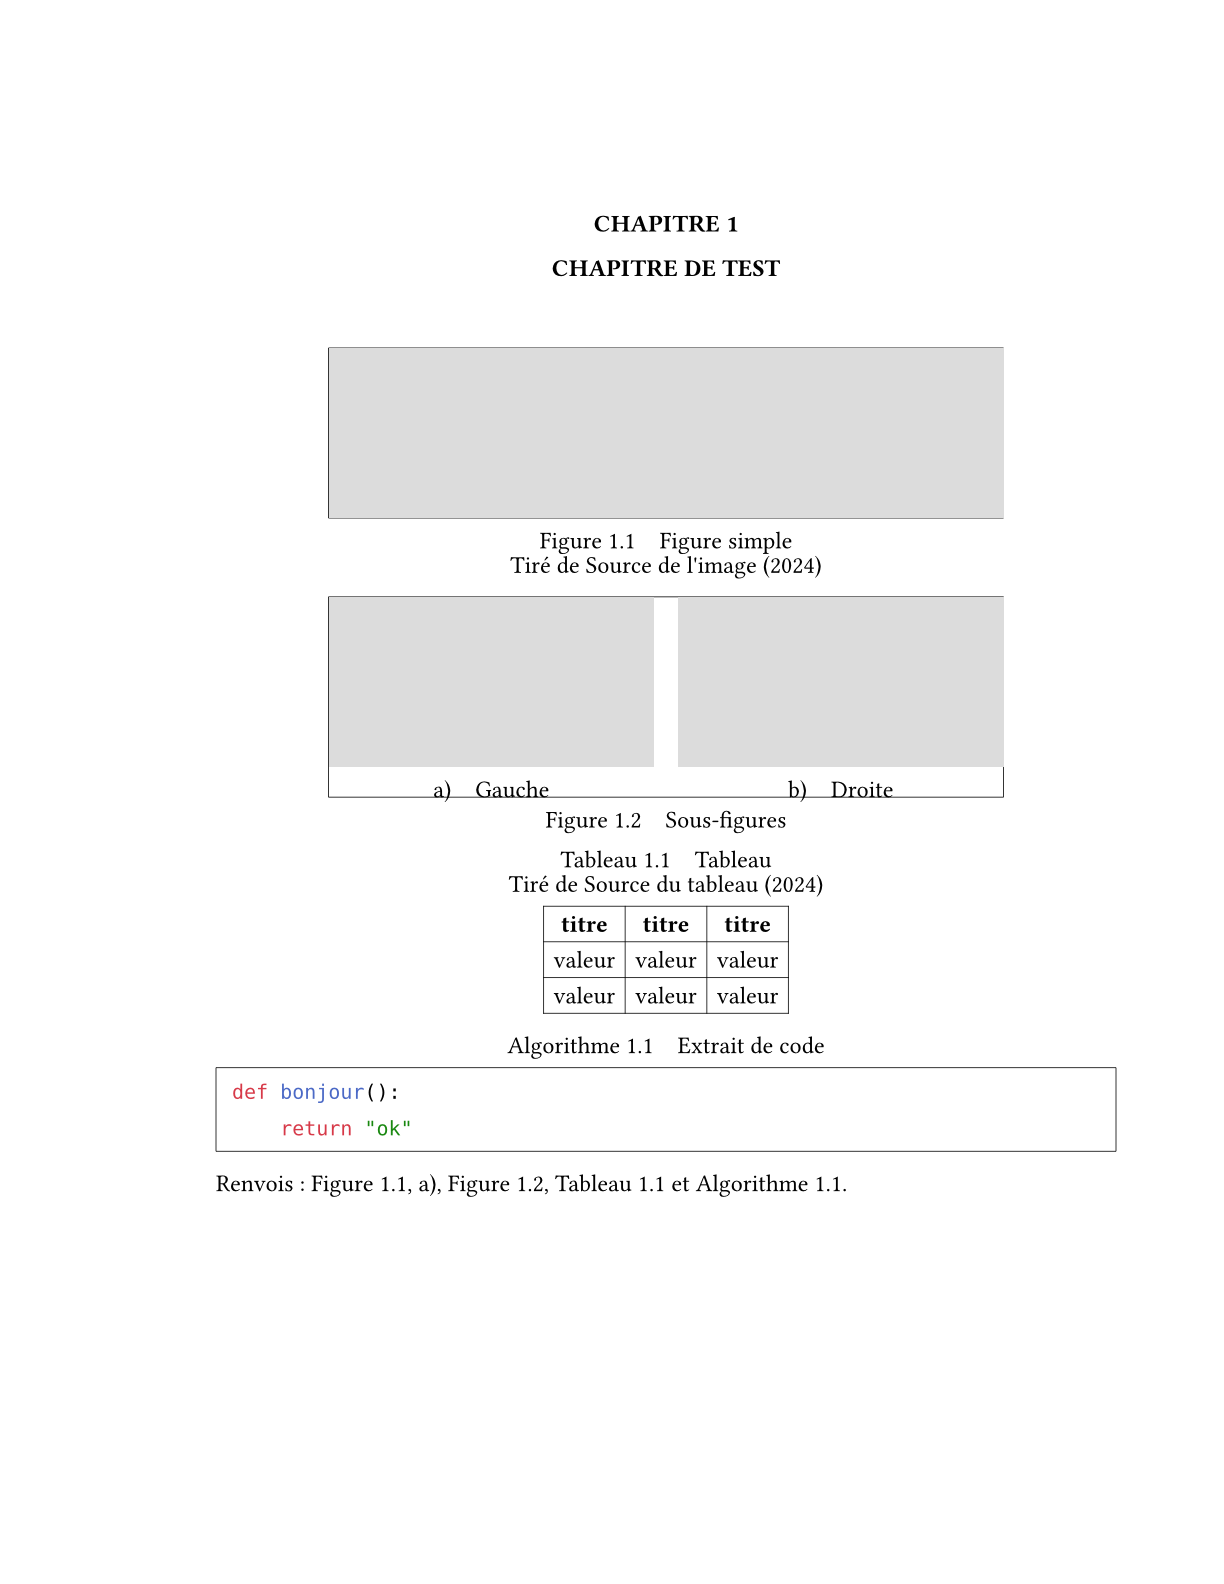 CHAPITRE 1
CHAPITRE DE TEST
Figure 1.1 Figure simple
Tiré de Source de l'image (2024)
a) Gauche b) Droite
Figure 1.2 Sous-figures
Tableau 1.1 Tableau
Tiré de Source du tableau (2024)
titre titre titre
valeur valeur valeur
valeur valeur valeur
Algorithme 1.1 Extrait de code
def bonjour():
    return "ok"
Renvois : Figure 1.1, a), Figure 1.2, Tableau 1.1 et Algorithme 1.1.